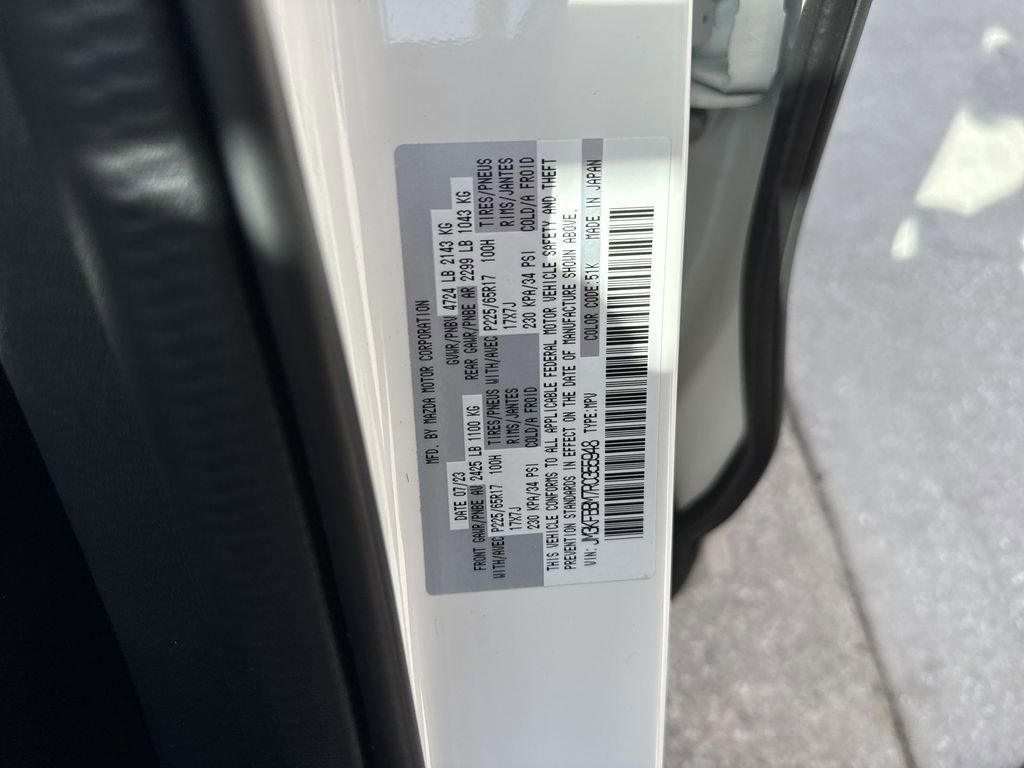 MFD. BY MAZDA MOTOR CORPORATION
DATE 07/23 GVWR/PNBV 4724 LB 2143 KG
FRONT GAWR/PNBE AV 2425 LB 1100 KG REAR GAWR/PNBE AR 2299 LB 1043 KG
WITH/AVEC P225/65R17 100H TIRES/PNEUS WITH/AVEC P225/65R17 100H TIRES/PNEUS
17X7J RIMS/JANTES 17X7J RIMS/JANTES
230 KPA/34 PSI COLD/A FROID 230 KPA/34 PSI COLD/A FROID
THIS VEHICLE CONFORMS TO ALL APPLICABLE FEDERAL MOTOR VEHICLE SAFETY AND THEFT
PREVENTION STANDARDS IN EFFECT ON THE DATE OF MANUFACTURE SHOWN ABOVE.
VIN: JM3KFBBM7R0355948 TYPE:MPV COLOR CODE:51K MADE IN JAPAN